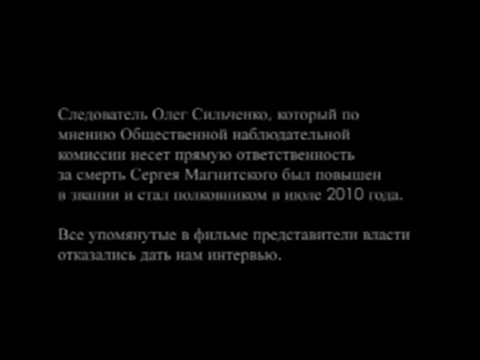 Следователь Олег Сильченко, который по
мнению Общественной наблюдательной
комиссии несет прямую ответственность
за смерть Сергея Магнитского был повышен
в звании и стал полковником в июле 2010 года.
Все упомянутые в фильме представители власти
отказались дать нам интервью.